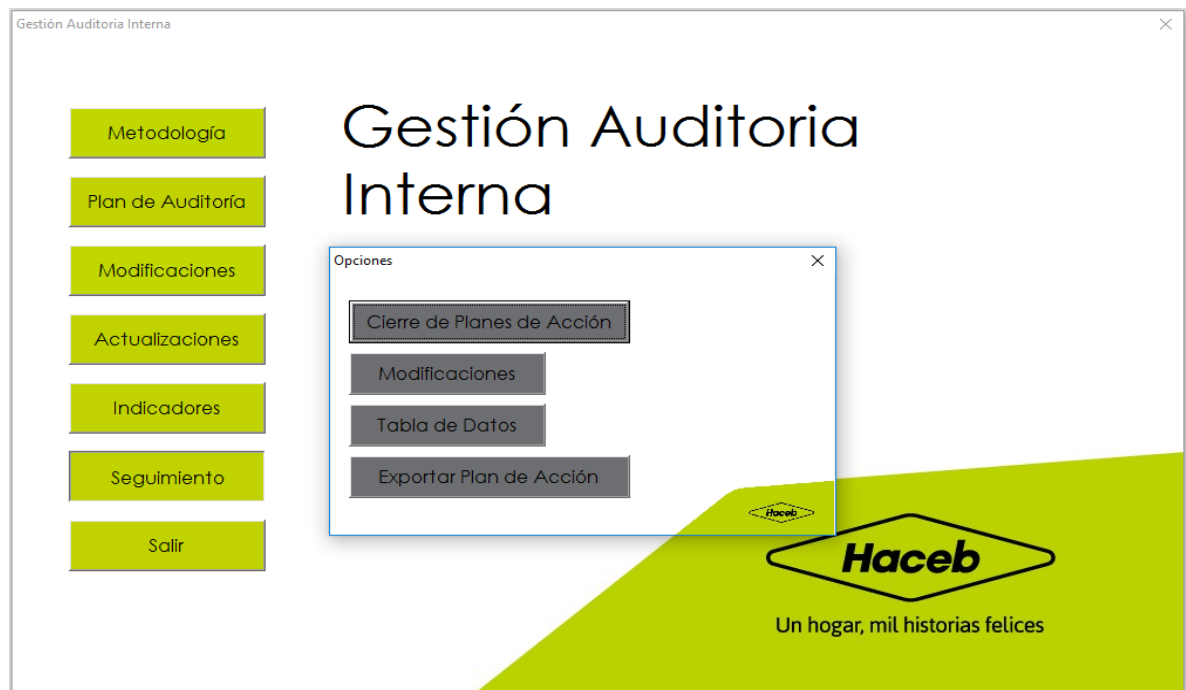 Gestión Auditoria Interna
Metodología
Plan de Auditoría
Modificaciones
Actualizaciones
Indicadores
Seguimiento
Salir
Gestión Auditoria
Interna
Opciones
Cierre de Planes de Acción
Modificaciones
Tabla de Datos
Exportar Plan de Acción
Haceb
Haceb
Un hogar, mil historias felices